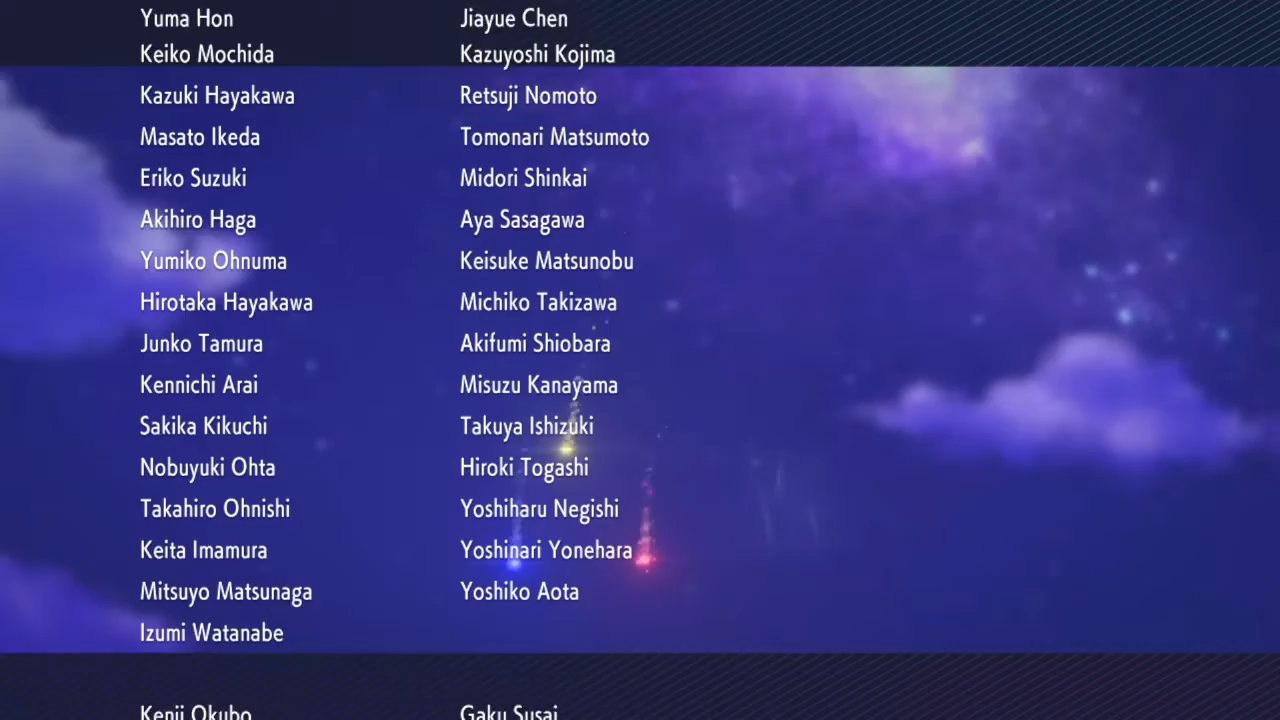 Yuma Hon Jiayue Chen
Keiko Mochida Kazuyoshi Kojima
Kazuki Hayakawa Retsuji Nomoto
Masato Ikeda Tomonari Matsumoto
Eriko Suzuki Midori Shinkai
Akihiro Haga Aya Sasagawa
Yumiko Ohnuma Keisuke Matsunobu
Hirotaka Hayakawa Michiko Takizawa
Junko Tamura Akifumi Shiobara
Kennichi Arai Misuzu Kanayama
Sakika Kikuchi Takuya Ishizuki
Nobuyuki Ohta Hiroki Togashi
Takahiro Ohnishi Yoshiharu Negishi
Keita Imamura Yoshinari Yonehara
Mitsuyo Matsunaga Yoshiko Aota
Izumi Watanabe
Kenji Okubo Gaku Susai